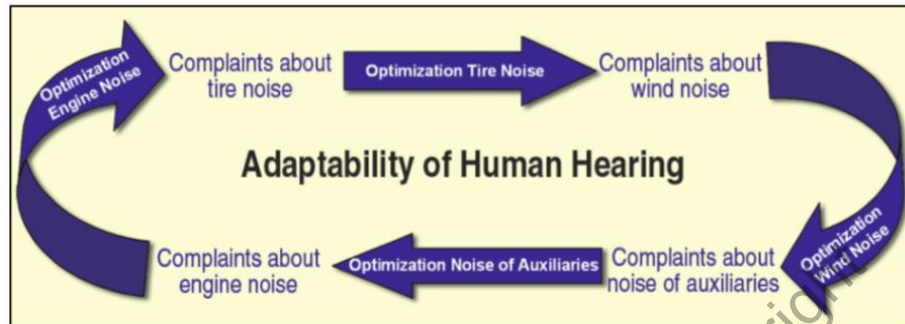 Optimization
Engine Noise
Complaints about
tire noise
Optimization Tire Noise
Complaints about
wind noise
Adaptability of Human Hearing
Optimization
Wind Noise
Complaints about
noise of auxiliaries
Optimization Noise of Auxiliaries
Complaints about
engine noise